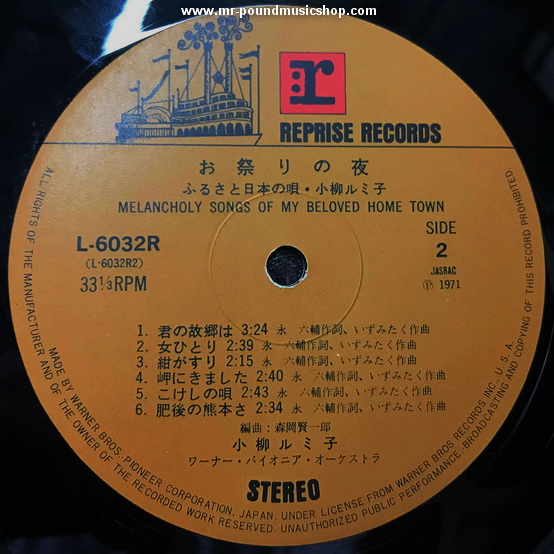 www.mr-poundmusicshop.com
r
REPRISE RECORDS
お祭りの夜
ふるさと日本の唄・小柳ルミ子
MELANCHOLY SONGS OF MY BELOVED HOME TOWN
L-6032R
(L-6032R2)
33⅓RPM
SIDE
2
JASRAC
Ⓟ 1971
1. 君の故郷は 3:24 永 六輔作詞、いずみたく作曲
2. 女ひとり 2:39 永 六輔作詞、いずみたく作曲
3. 紺がすり 2:15 永 六輔作詞、いずみたく作曲
4. 岬にきました 2:40 永 六輔作詞、いずみたく作曲
5. こけしの唄 2:43 永 六輔作詞、いずみたく作曲
6. 肥後の熊本さ 2:34 永 六輔作詞、いずみたく作曲
編曲：森岡賢一郎
小柳ルミ子
ワーナー・パイオニア・オーケストラ
STEREO
MADE BY WARNER BROS. PIONEER CORPORATION, JAPAN, UNDER LICENSE FROM WARNER BROS RECORDS INC. U.S.A.
ALL RIGHTS OF THE MANUFACTURER AND OF THE OWNER OF THE RECORDED WORK RESERVED. UNAUTHORIZED PUBLIC PERFORMANCE, BROADCASTING AND COPYING OF THIS RECORD PROHIBITED.